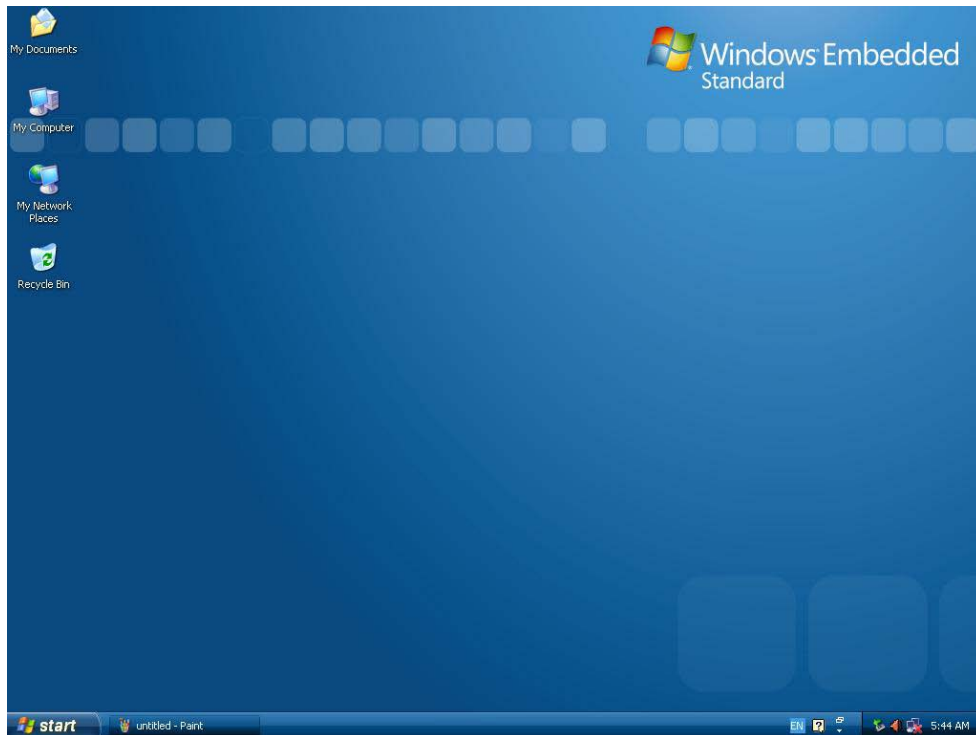 My Documents
Windows Embedded
Standard
My Computer
My Network
Places
Recycle Bin
start
untitled - Paint
EN
5:44 AM